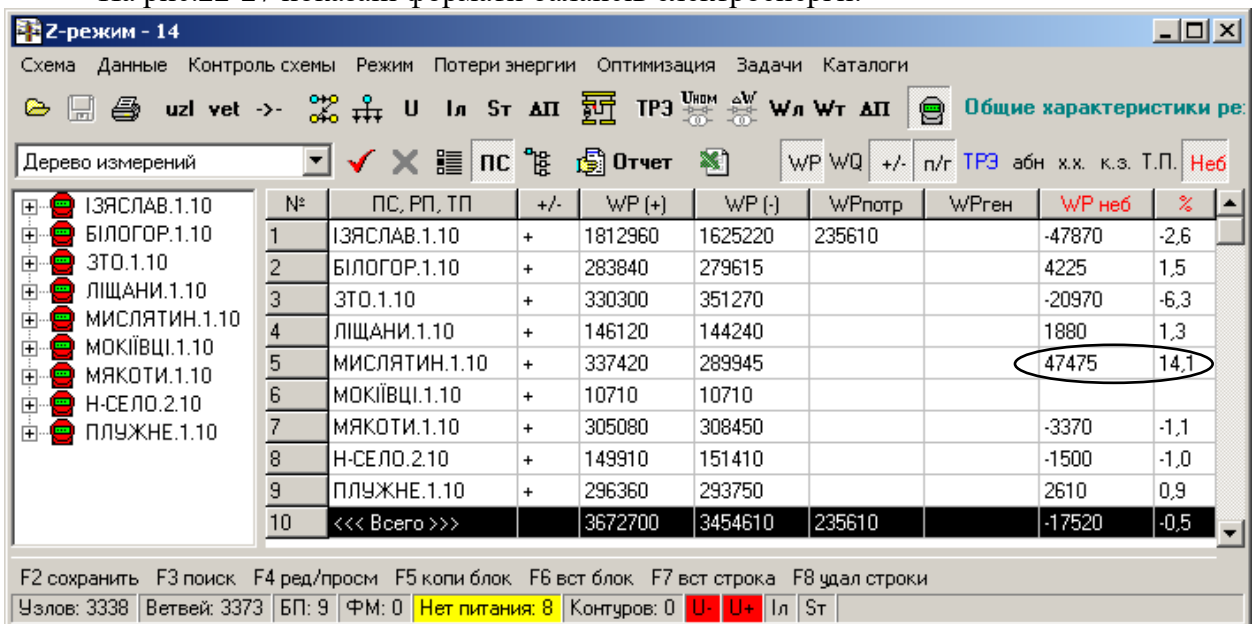 На рис.22-27 показані формати балансів електроенергії.
Z-режим - 14
Схема Данные Контроль схемы Режим Потери энергии Оптимизация Задачи Каталоги
uzl vet ->- U Iл Sт ΔП ТРЭ Uном ΔW Wл Wт ΔП Общие характеристики ре:
Дерево измерений ПС Отчет WP WQ +/- п/г ТРЭ абн х.х. к.з. Т.П. Неб
ІЗЯСЛАВ.1.10
БІЛОГОР.1.10
ЗТО.1.10
ЛІЩАНИ.1.10
МИСЛЯТИН.1.10
МОКІЇВЦІ.1.10
МЯКОТИ.1.10
Н-СЕЛО.2.10
ПЛУЖНЕ.1.10
№ ПС, РП, ТП +/- WP (+) WP (-) WPпотр WPген WP неб %
1 ІЗЯСЛАВ.1.10 + 1812960 1625220 235610 -47870 -2,6
2 БІЛОГОР.1.10 + 283840 279615 4225 1,5
3 ЗТО.1.10 + 330300 351270 -20970 -6,3
4 ЛІЩАНИ.1.10 + 146120 144240 1880 1,3
5 МИСЛЯТИН.1.10 + 337420 289945 47475 14,1
6 МОКІЇВЦІ.1.10 + 10710 10710
7 МЯКОТИ.1.10 + 305080 308450 -3370 -1,1
8 Н-СЕЛО.2.10 + 149910 151410 -1500 -1,0
9 ПЛУЖНЕ.1.10 + 296360 293750 2610 0,9
10 <<< Всего >>> 3672700 3454610 235610 -17520 -0,5
F2 сохранить F3 поиск F4 ред/просм F5 копи блок F6 вст блок F7 вст строка F8 удал строки
Узлов: 3338 Ветвей: 3373 БП: 9 ФМ: 0 Нет питания: 8 Контуров: 0 U- U+ Iл Sт